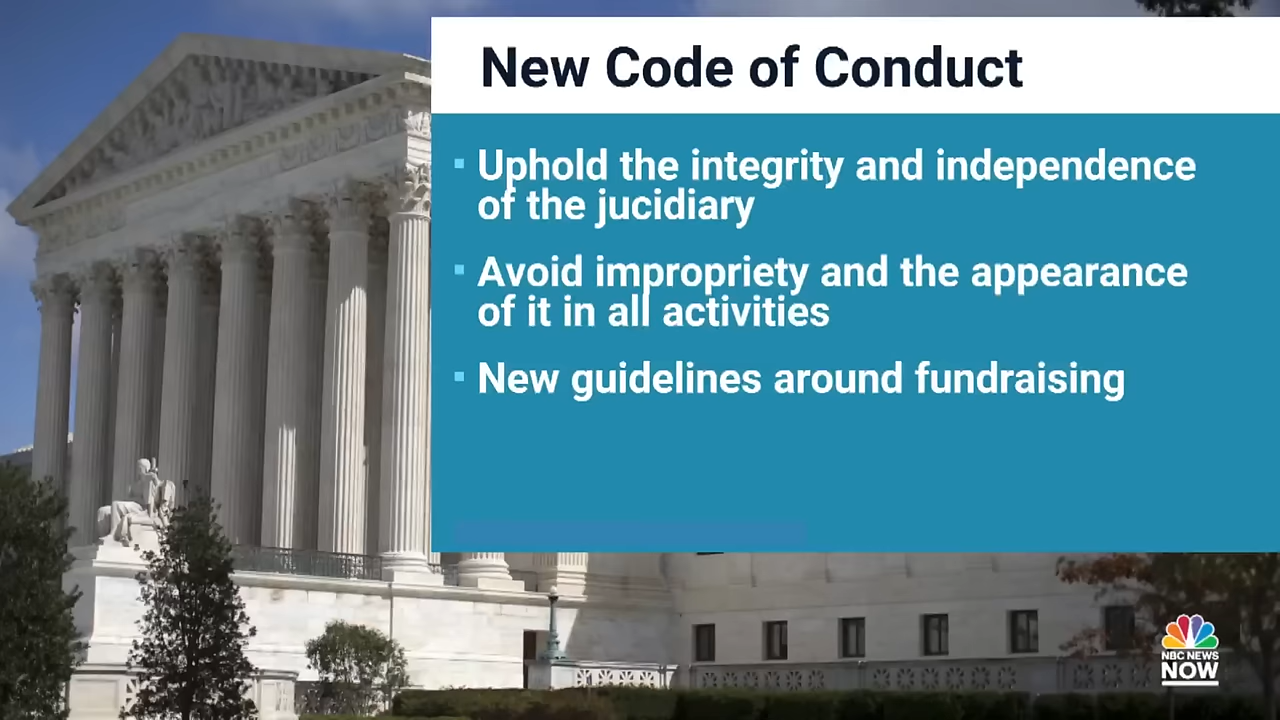 New Code of Conduct
▪ Uphold the integrity and independence
of the jucidiary
▪ Avoid impropriety and the appearance
of it in all activities
▪ New guidelines around fundraising
NBC NEWS
NOW